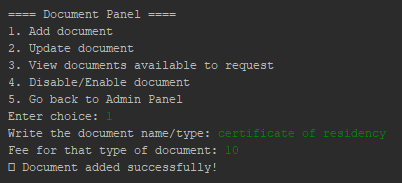 ==== Document Panel ====
1. Add document
2. Update document
3. View documents available to request
4. Disable/Enable document
5. Go back to Admin Panel
Enter choice: 1
Write the document name/type: certificate of residency
Fee for that type of document: 10
▯ Document added successfully!